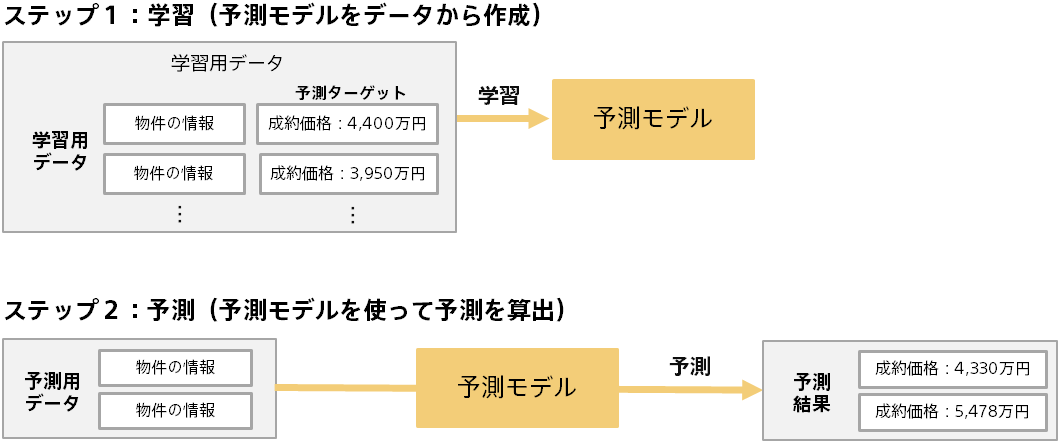 ステップ1：学習（予測モデルをデータから作成）
学習用データ
予測ターゲット
学習用
データ
物件の情報
成約価格：4,400万円
物件の情報
成約価格：3,950万円
⋮
⋮
学習
予測モデル
ステップ2：予測（予測モデルを使って予測を算出）
予測用
データ
物件の情報
物件の情報
予測モデル
予測
予測
結果
成約価格：4,330万円
成約価格：5,478万円